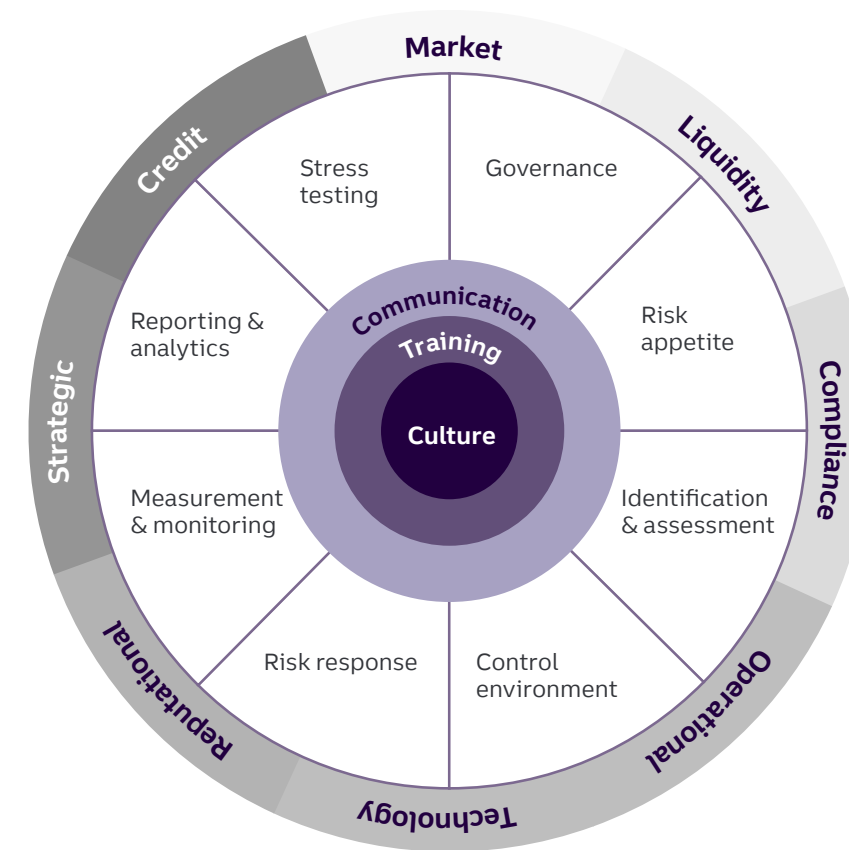 Market
Liquidity
Compliance
Operational
Technology
Reputational
Strategic
Credit
Governance
Risk
appetite
Identification
& assessment
Control
environment
Risk response
Measurement
& monitoring
Reporting &
analytics
Stress
testing
Communication
Training
Culture